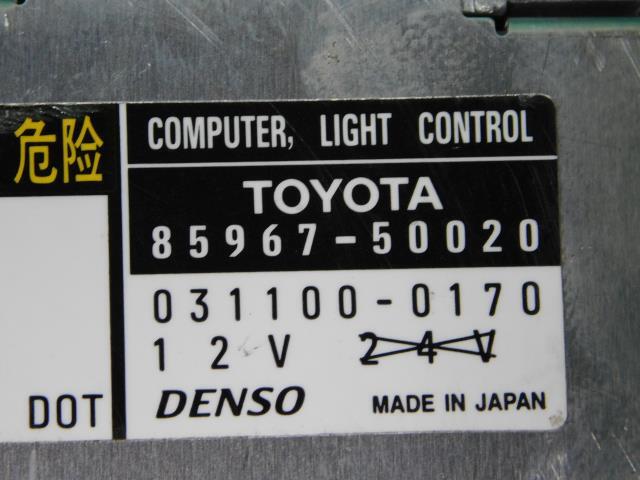 危险
COMPUTER, LIGHT CONTROL
TOYOTA
85967-50020
031100-0170
12V 24V
DENSO
MADE IN JAPAN
DOT